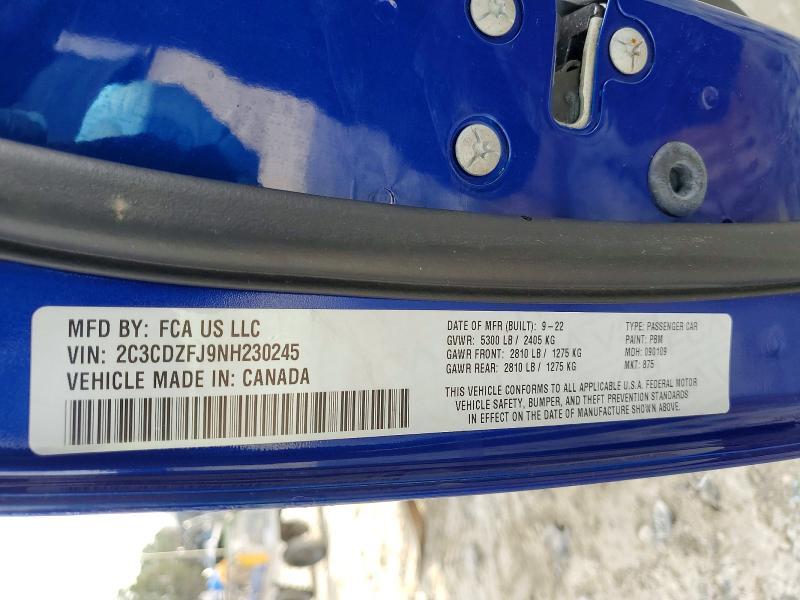 MFD BY: FCA US LLC
VIN: 2C3CDZFJ9NH230245
VEHICLE MADE IN: CANADA
DATE OF MFR (BUILT): 9-22
GVWR: 5300 LB / 2405 KG
GAWR FRONT: 2810 LB / 1275 KG
GAWR REAR: 2810 LB / 1275 KG
TYPE: PASSENGER CAR
PAINT: PBM
MDH: 090109
MKT: 875
THIS VEHICLE CONFORMS TO ALL APPLICABLE U.S.A. FEDERAL MOTOR
VEHICLE SAFETY, BUMPER, AND THEFT PREVENTION STANDARDS
IN EFFECT ON THE DATE OF MANUFACTURE SHOWN ABOVE.